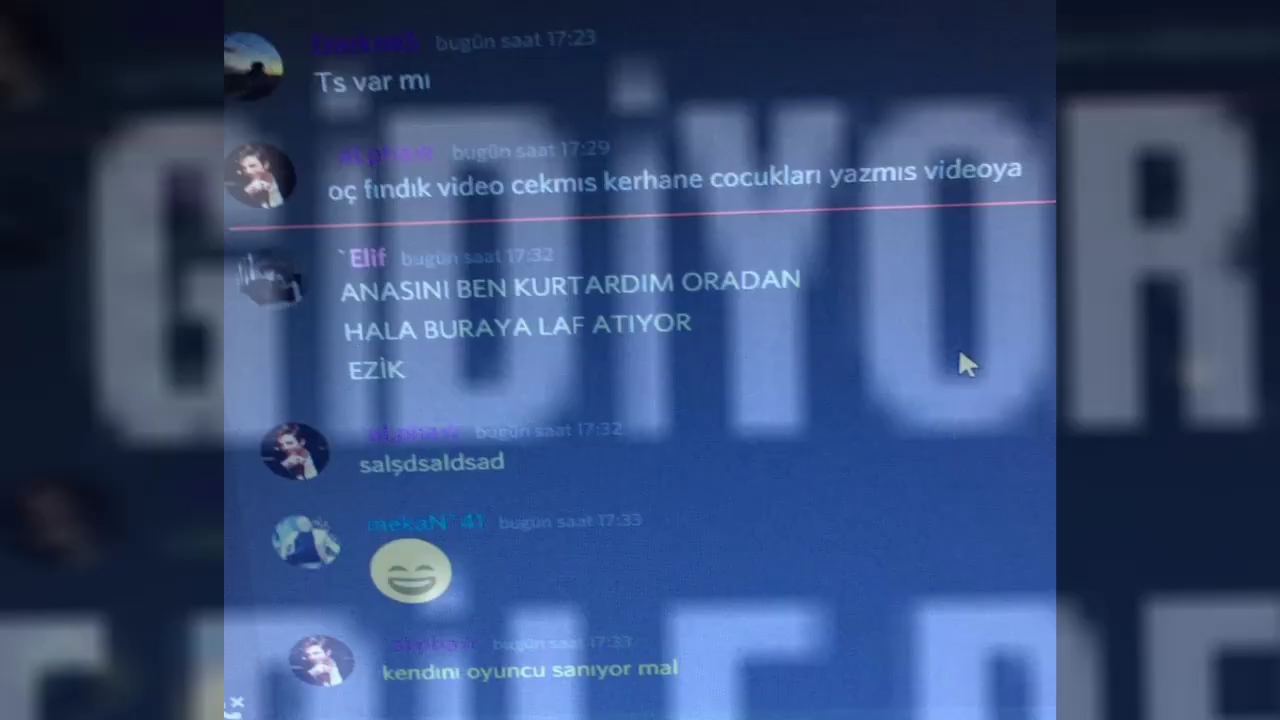 bugün saat 17:23
Ts var mı
bugün saat 17:29
oç fındık video cekmıs kerhane cocukları yazmıs videoya
`Elif bugün saat 17:32
ANASINI BEN KURTARDIM ORADAN
HALA BURAYA LAF ATIYOR
EZİK
bugün saat 17:32
salşdsaldsad
mekaN`41 bugün saat 17:33
bugün saat 17:33
kendını oyuncu sanıyor mal
GİDİYOR